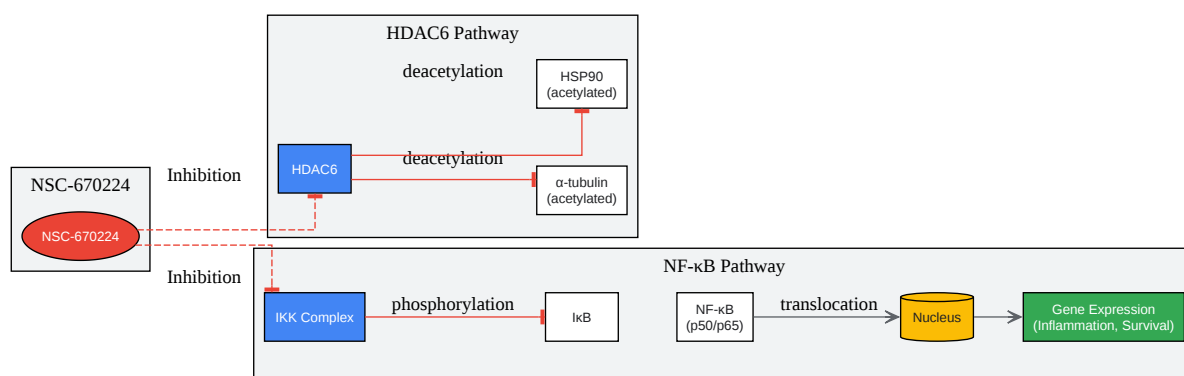 HDAC6 Pathway
deacetylation
HSP90
(acetylated)
HDAC6
deacetylation
α-tubulin
(acetylated)
Inhibition
NSC-670224
NSC-670224
Inhibition
NF-κB Pathway
IKK Complex
phosphorylation
IκB
NF-κB
(p50/p65)
translocation
Nucleus
Gene Expression
(Inflammation, Survival)